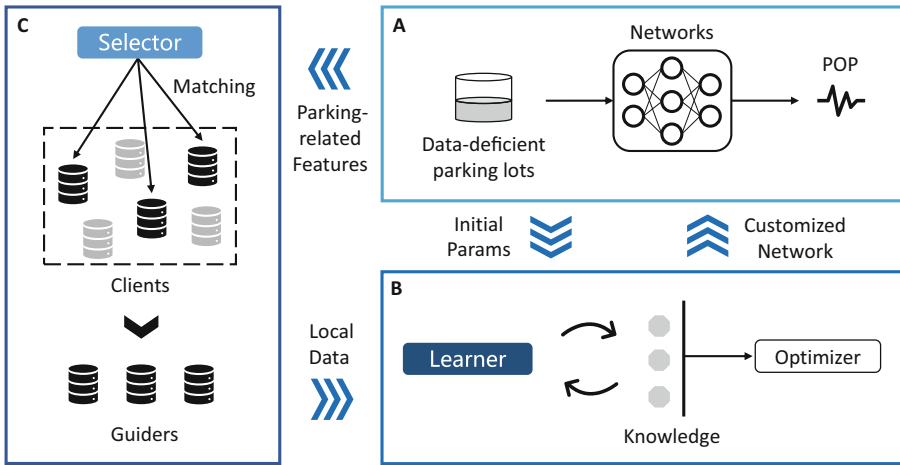 C
Selector
Matching
Clients
Guiders
Parking-
related
Features
A
Networks
POP
Data-deficient
parking lots
Initial
Params
Customized
Network
Local
Data
B
Learner
Optimizer
Knowledge